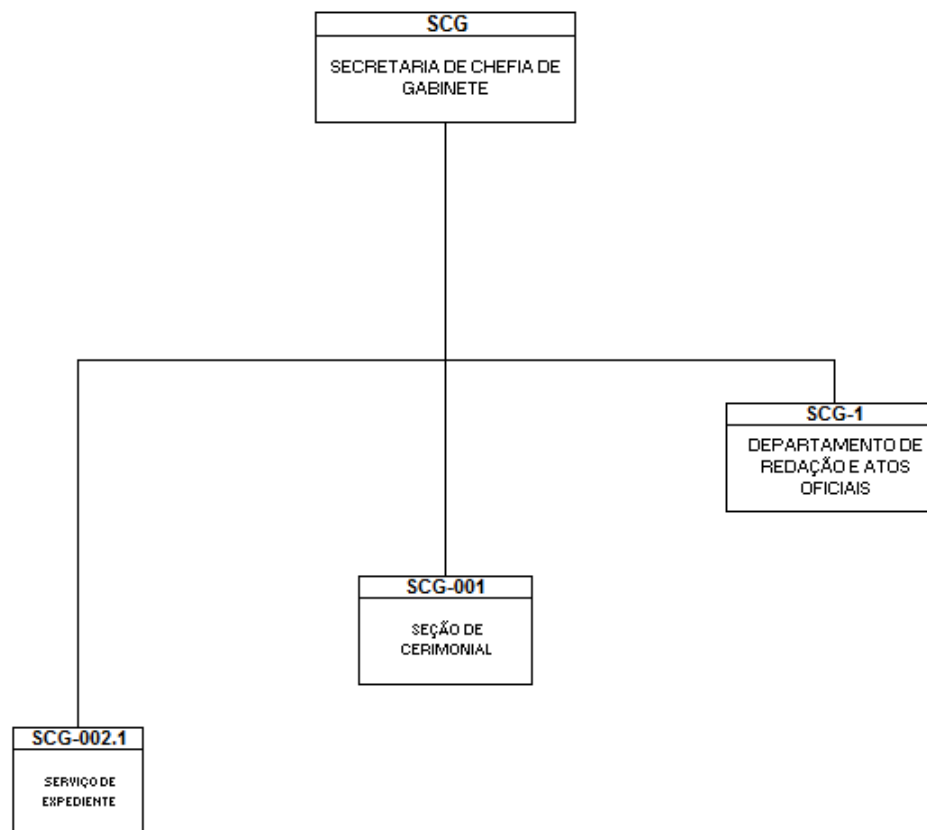 SCG
SECRETARIA DE CHEFIA DE
GABINETE
SCG-1
DEPARTAMENTO DE
REDAÇÃO E ATOS
OFICIAIS
SCG-001
SEÇÃO DE
CERIMONIAL
SCG-002.1
SERVIÇO DE
EXPEDIENTE